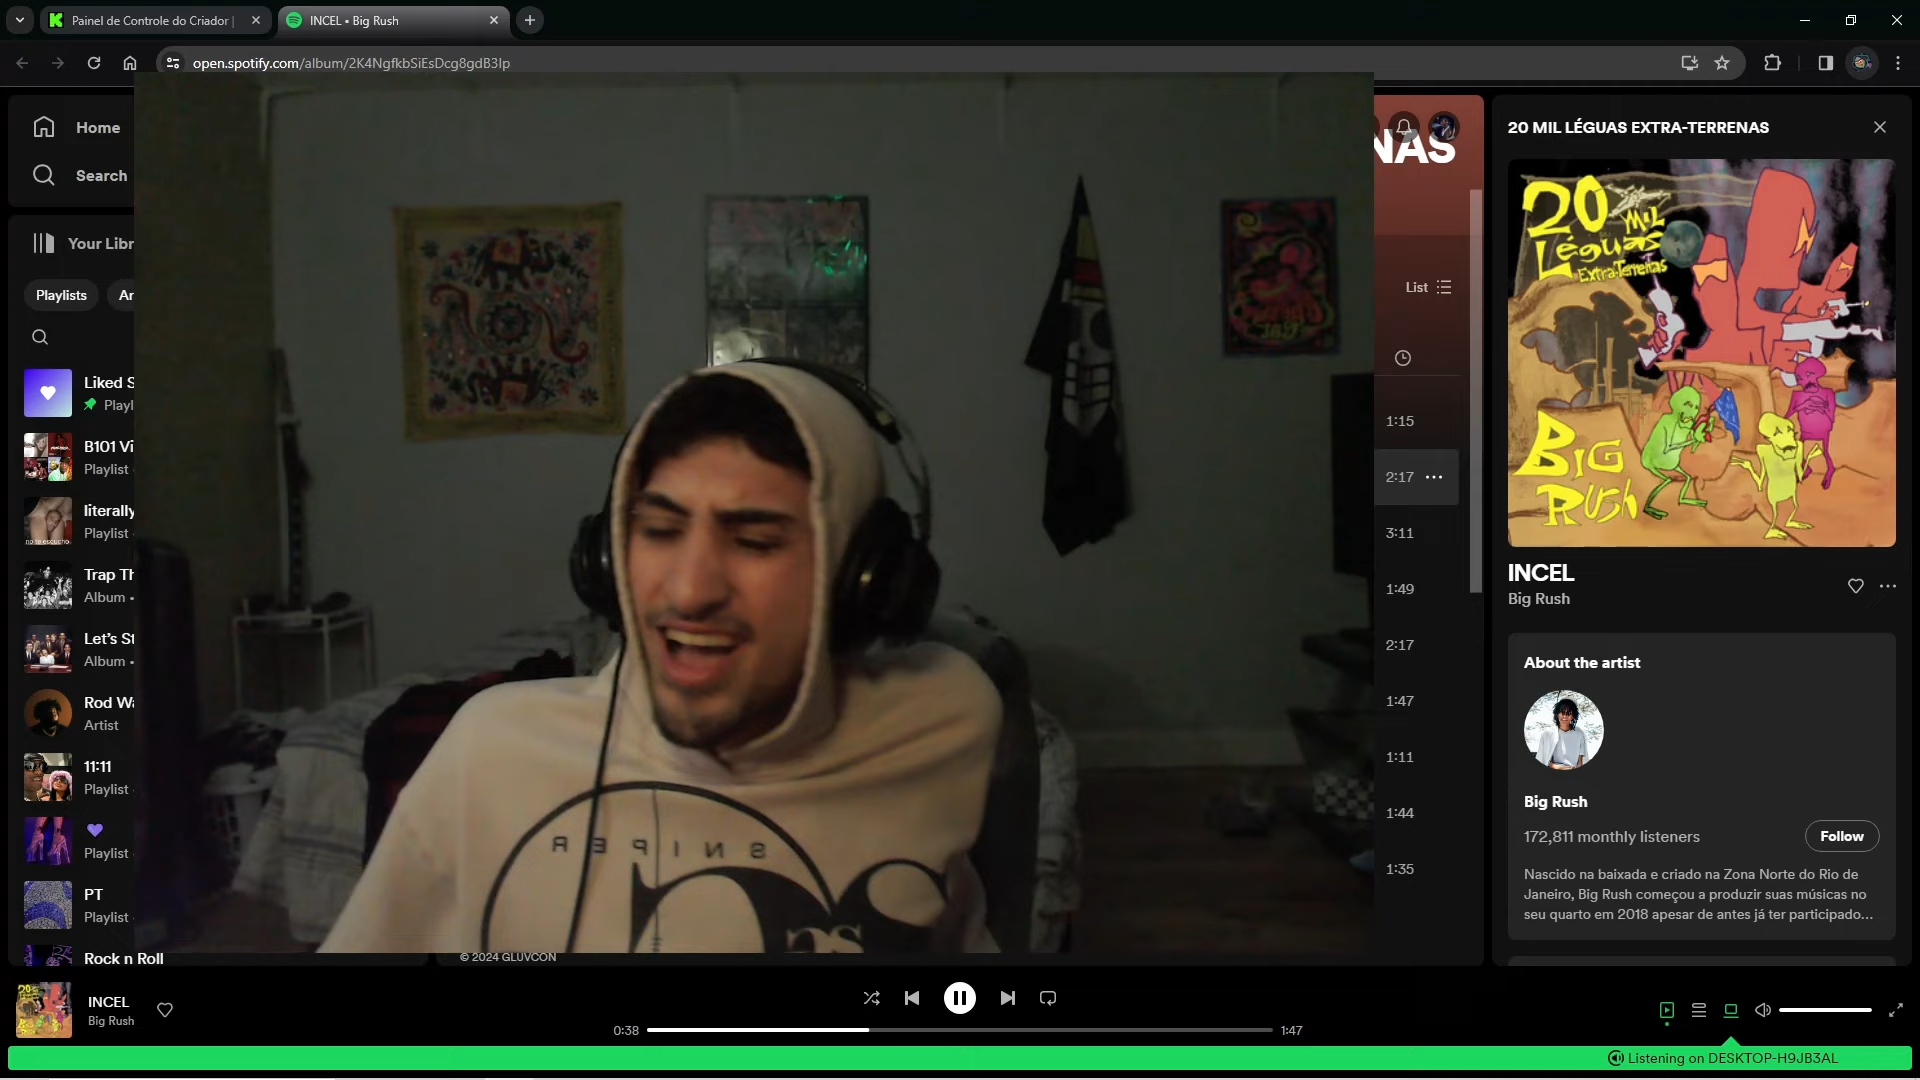 Painel de Controle do Criador |
INCEL • Big Rush
open.spotify.com/album/2K4NgfkbSiEsDcg8gdB3Ip
Home
Search
Your Libr
Playlists
Ar
Liked S
Playl
B101 Vi
Playlist
literally
Playlist
no te escucho
Trap Th
Album •
Let's St
Album •
Rod Wa
Artist
11:11
Playlist
Playlist
PT
Playlist
Rock n Roll
SNIPER
© 2024 GLUVCON
NAS
List
1:15
2:17
3:11
1:49
2:17
1:47
1:11
1:44
1:35
20 MIL LÉGUAS EXTRA-TERRENAS
20 MIL
Léguas
Extra-Terrenas
BIG
RUSH
INCEL
Big Rush
About the artist
Big Rush
172,811 monthly listeners
Follow
Nascido na baixada e criado na Zona Norte do Rio de
Janeiro, Big Rush começou a produzir suas músicas no
seu quarto em 2018 apesar de antes já ter participado...
INCEL
Big Rush
0:38
1:47
Listening on DESKTOP-H9JB3AL